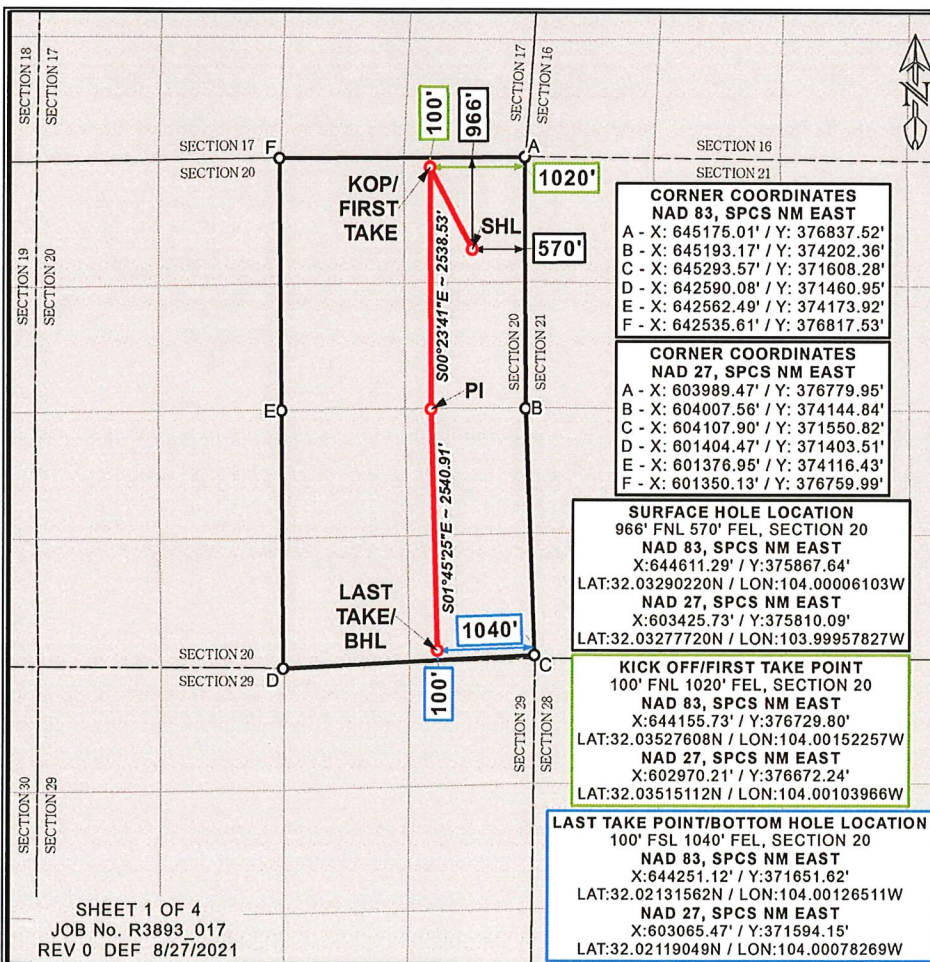 SECTION 18
SECTION 17
SECTION 17
SECTION 16
100'
966'
SECTION 17
SECTION 20
F
A
SECTION 16
SECTION 21
1020'
KOP/
FIRST
TAKE
SHL
570'
S00°23'41"E ~ 2538.53'
SECTION 19
SECTION 20
SECTION 20
SECTION 21
PI
E
B
S01°45'25"E ~ 2540.91'
LAST
TAKE/
BHL
1040'
100'
SECTION 20
SECTION 29
D
C
SECTION 29
SECTION 28
SECTION 30
SECTION 29
N
CORNER COORDINATES
NAD 83, SPCS NM EAST
A - X: 645175.01' / Y: 376837.52'
B - X: 645193.17' / Y: 374202.36'
C - X: 645293.57' / Y: 371608.28'
D - X: 642590.08' / Y: 371460.95'
E - X: 642562.49' / Y: 374173.92'
F - X: 642535.61' / Y: 376817.53'
CORNER COORDINATES
NAD 27, SPCS NM EAST
A - X: 603989.47' / Y: 376779.95'
B - X: 604007.56' / Y: 374144.84'
C - X: 604107.90' / Y: 371550.82'
D - X: 601404.47' / Y: 371403.51'
E - X: 601376.95' / Y: 374116.43'
F - X: 601350.13' / Y: 376759.99'
SURFACE HOLE LOCATION
966' FNL 570' FEL, SECTION 20
NAD 83, SPCS NM EAST
X:644611.29' / Y:375867.64'
LAT:32.03290220N / LON:104.00006103W
NAD 27, SPCS NM EAST
X:603425.73' / Y:375810.09'
LAT:32.03277720N / LON:103.99957827W
KICK OFF/FIRST TAKE POINT
100' FNL 1020' FEL, SECTION 20
NAD 83, SPCS NM EAST
X:644155.73' / Y:376729.80'
LAT:32.03527608N / LON:104.00152257W
NAD 27, SPCS NM EAST
X:602970.21' / Y:376672.24'
LAT:32.03515112N / LON:104.00103966W
LAST TAKE POINT/BOTTOM HOLE LOCATION
100' FSL 1040' FEL, SECTION 20
NAD 83, SPCS NM EAST
X:644251.12' / Y:371651.62'
LAT:32.02131562N / LON:104.00126511W
NAD 27, SPCS NM EAST
X:603065.47' / Y:371594.15'
LAT:32.02119049N / LON:104.00078269W
SHEET 1 OF 4
JOB No. R3893_017
REV 0 DEF 8/27/2021